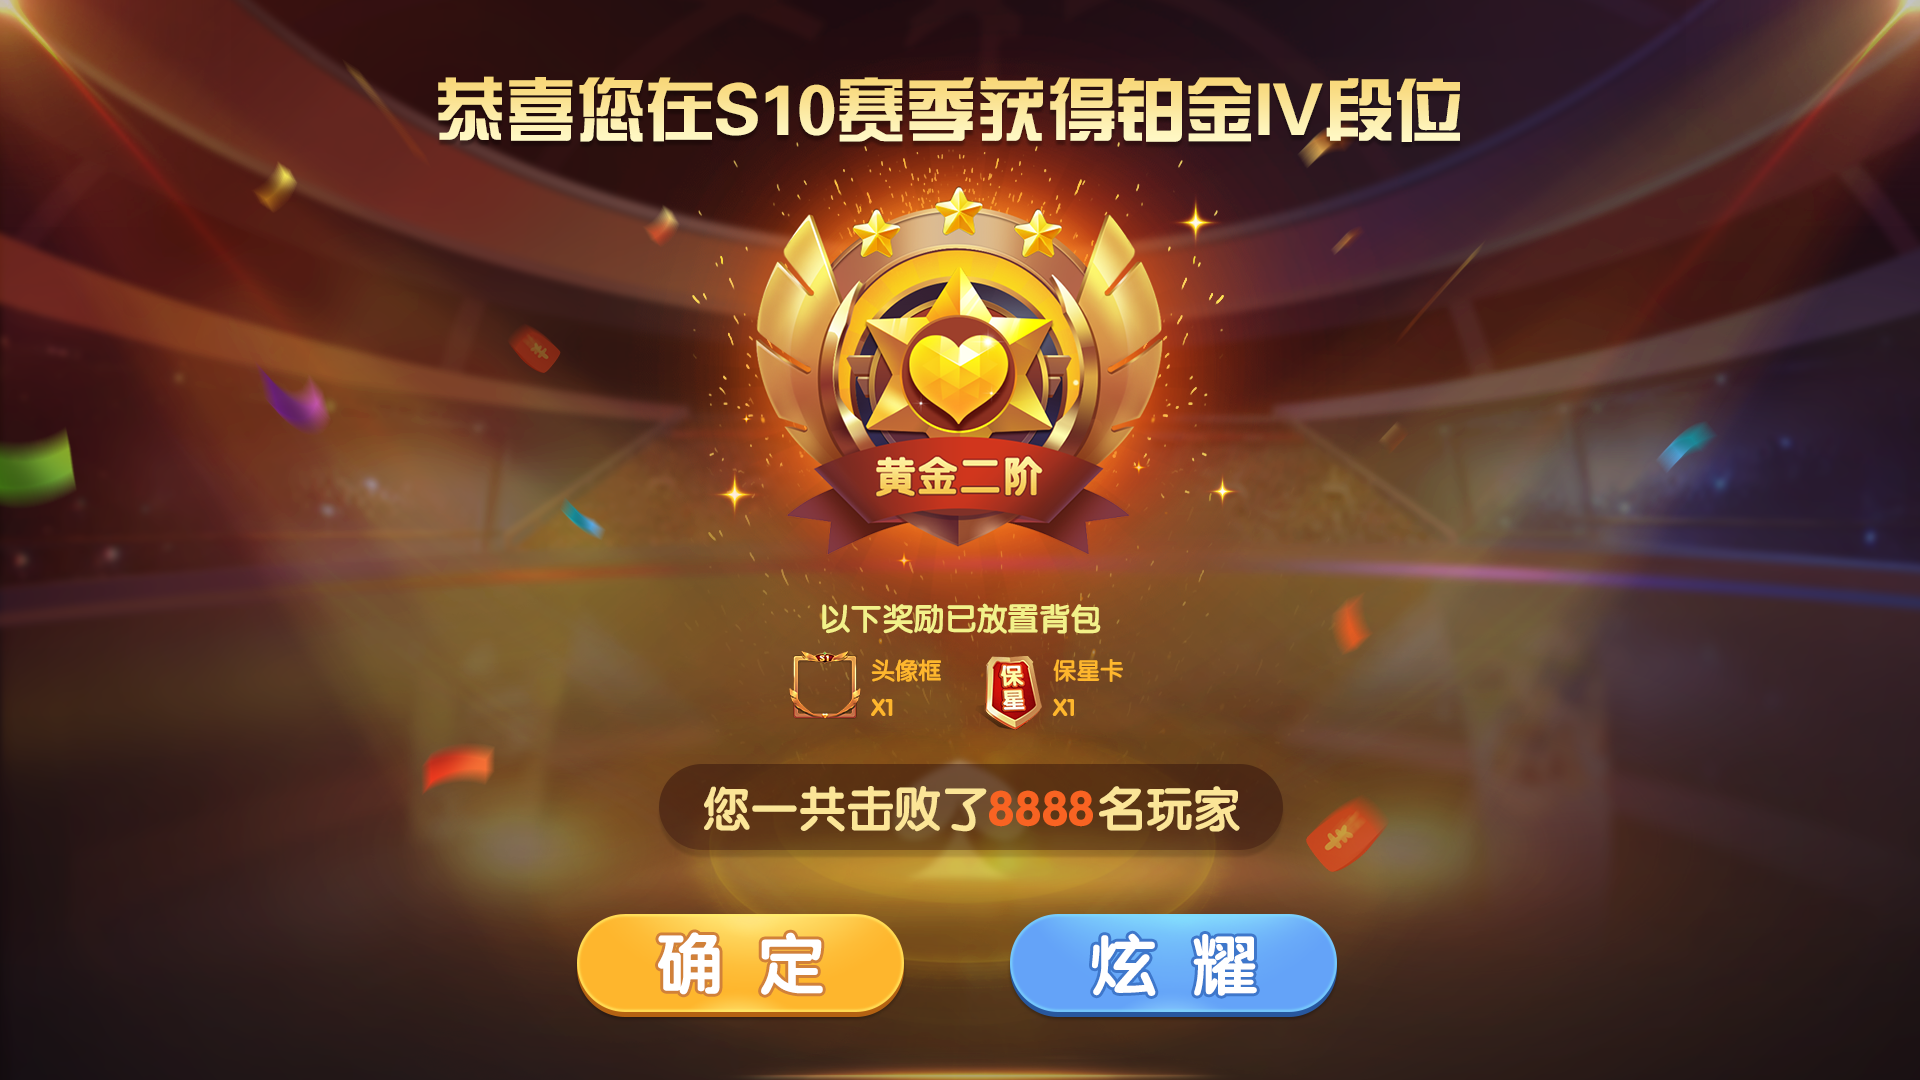 恭喜您在S10赛季获得铂金IV段位
黄金二阶
以下奖励已放置背包
S1
头像框
X1
保星
保星卡
X1
您一共击败了8888名玩家
确 定
炫 耀